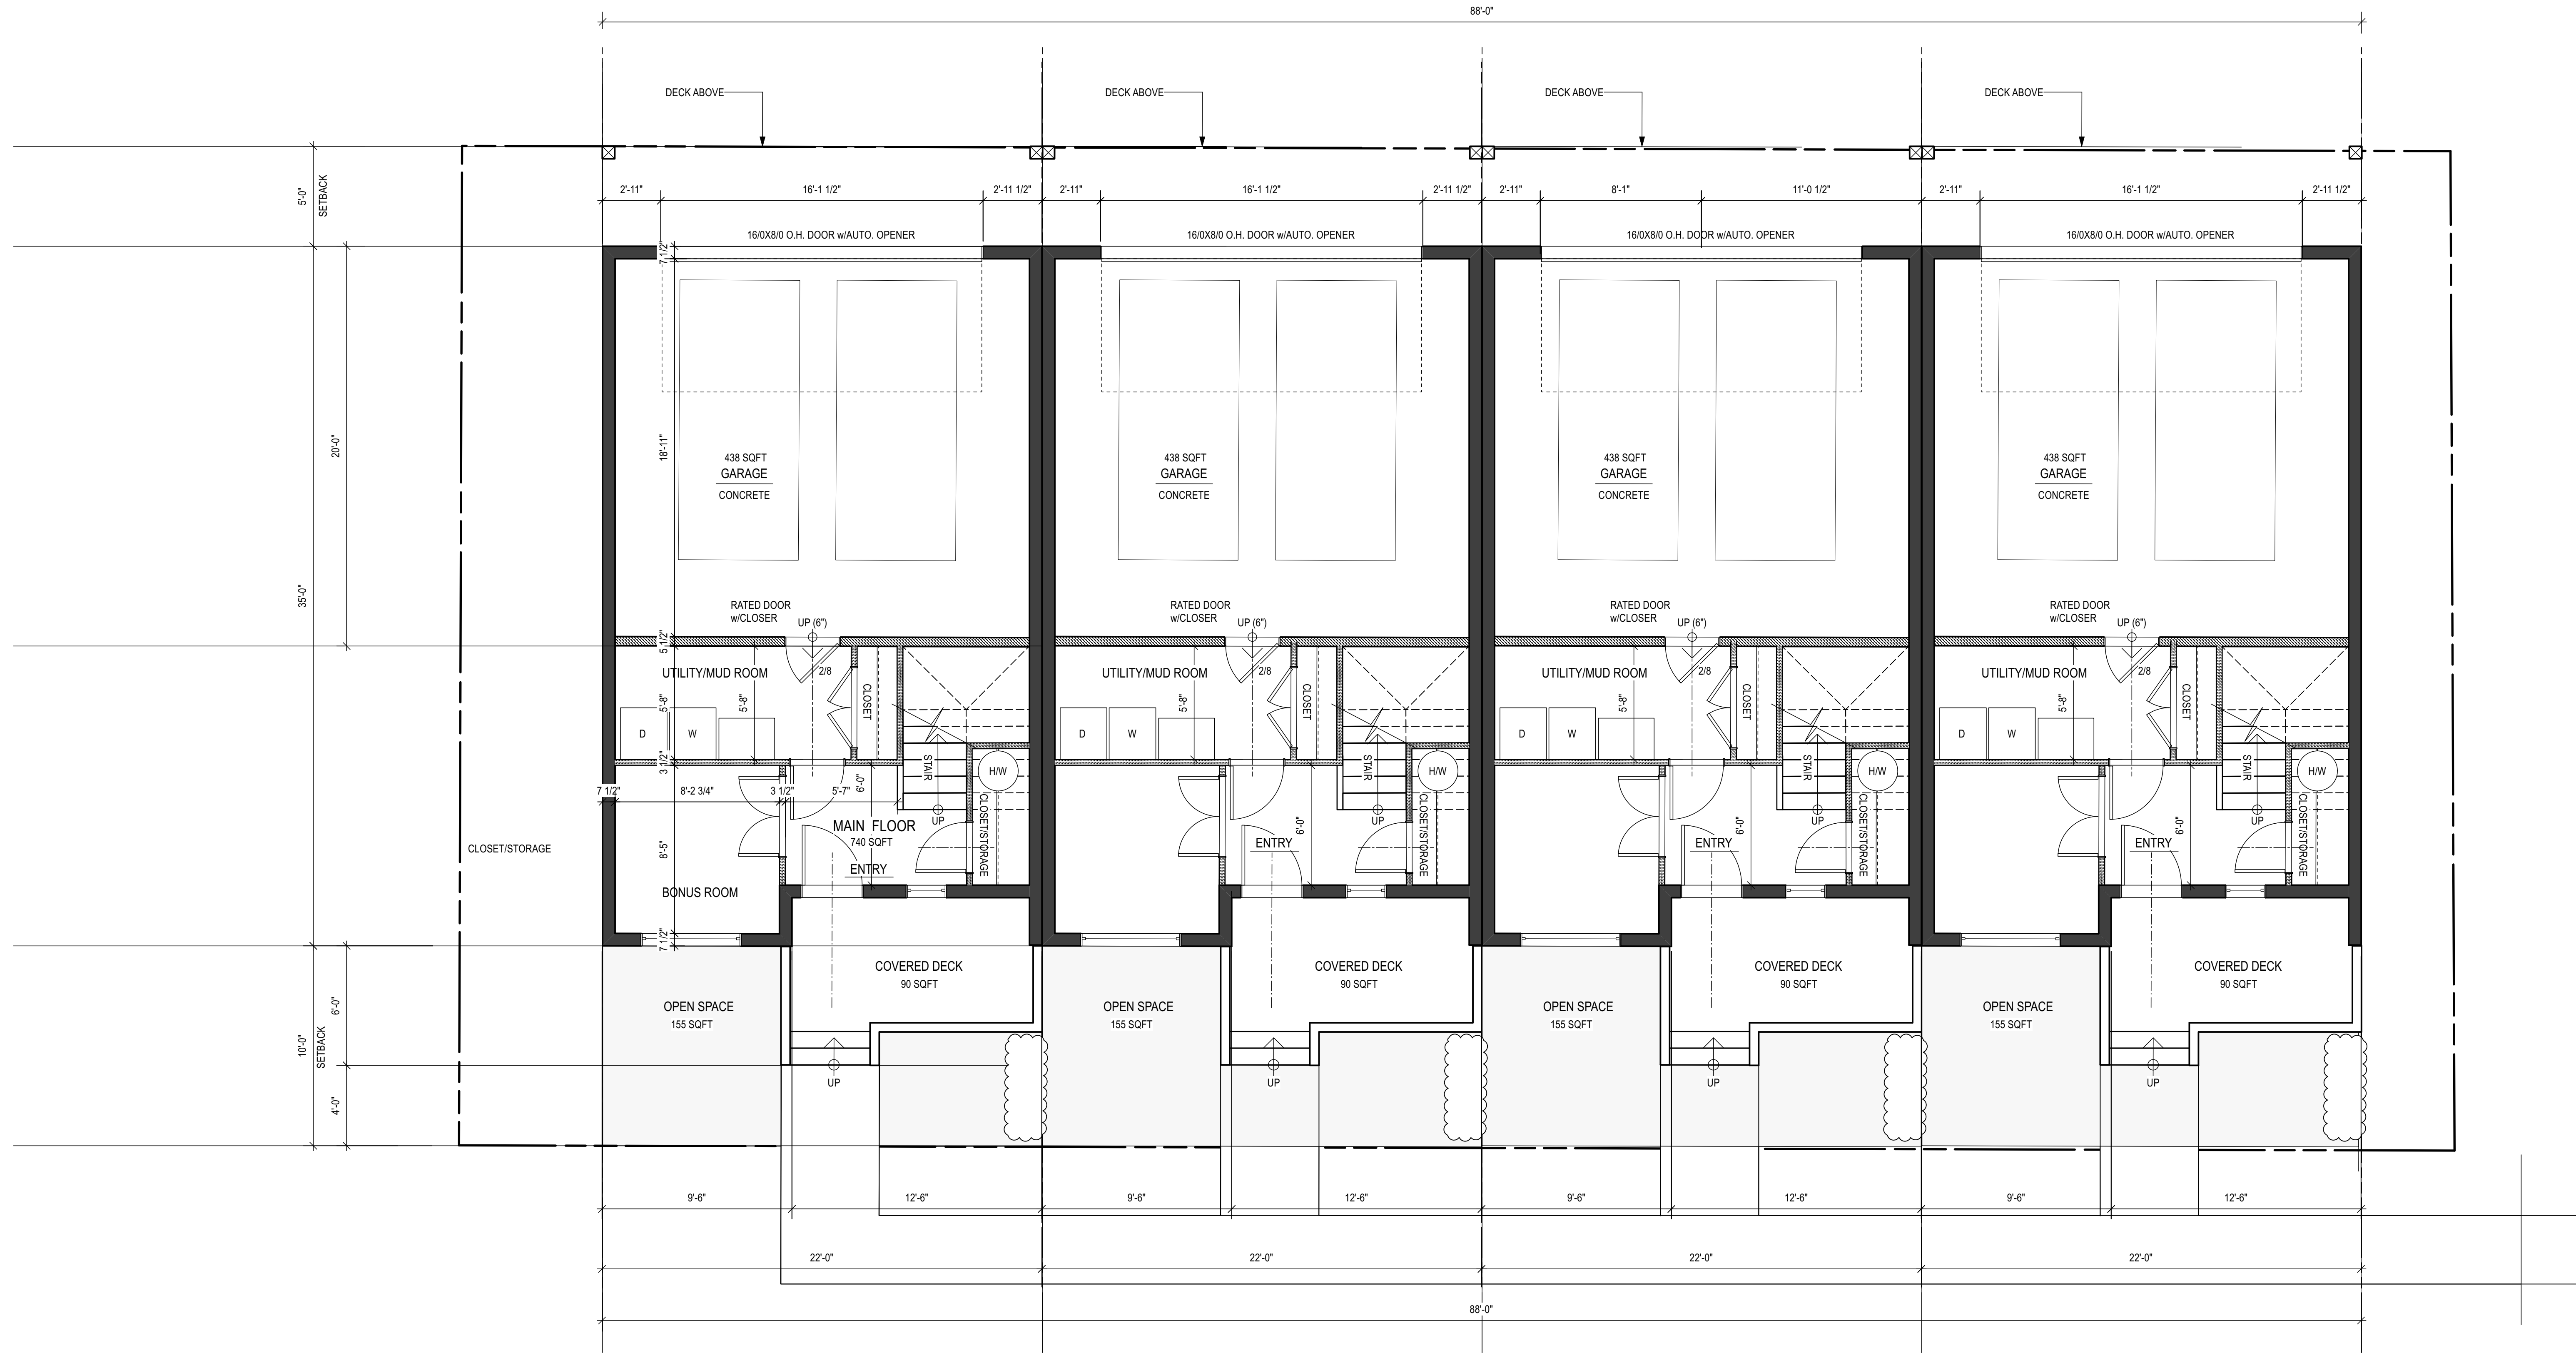 88'-0"
DECK ABOVE
DECK ABOVE
DECK ABOVE
DECK ABOVE
5'-0"
SETBACK
2'-11"
16'-1 1/2"
2'-11 1/2"
2'-11"
16'-1 1/2"
2'-11 1/2"
2'-11"
8'-1"
11'-0 1/2"
2'-11"
16'-1 1/2"
2'-11 1/2"
16/0X8/0 O.H. DOOR w/AUTO. OPENER
16/0X8/0 O.H. DOOR w/AUTO. OPENER
16/0X8/0 O.H. DOOR w/AUTO. OPENER
16/0X8/0 O.H. DOOR w/AUTO. OPENER
7 1/2"
20'-0"
18'-11"
35'-0"
438 SQFT
GARAGE
CONCRETE
438 SQFT
GARAGE
CONCRETE
438 SQFT
GARAGE
CONCRETE
438 SQFT
GARAGE
CONCRETE
RATED DOOR
w/CLOSER
UP (6")
RATED DOOR
w/CLOSER
UP (6")
RATED DOOR
w/CLOSER
UP (6")
RATED DOOR
w/CLOSER
UP (6")
5 1/2"
UTILITY/MUD ROOM
2/8
5'-8"
5'-8"
CLOSET
D
W
UTILITY/MUD ROOM
2/8
5'-8"
CLOSET
D
W
UTILITY/MUD ROOM
2/8
5'-8"
CLOSET
D
W
UTILITY/MUD ROOM
2/8
5'-8"
CLOSET
D
W
3 1/2"
7 1/2"
8'-2 3/4"
3 1/2"
5'-7"
6'-0"
STAIR
UP
H/W
CLOSET/STORAGE
MAIN FLOOR
740 SQFT
ENTRY
8'-5"
BONUS ROOM
7 1/2"
STAIR
UP
H/W
CLOSET/STORAGE
6'-0"
ENTRY
STAIR
UP
H/W
CLOSET/STORAGE
6'-0"
ENTRY
STAIR
UP
H/W
CLOSET/STORAGE
6'-0"
ENTRY
CLOSET/STORAGE
COVERED DECK
90 SQFT
COVERED DECK
90 SQFT
COVERED DECK
90 SQFT
COVERED DECK
90 SQFT
OPEN SPACE
155 SQFT
OPEN SPACE
155 SQFT
OPEN SPACE
155 SQFT
OPEN SPACE
155 SQFT
6'-0"
10'-0"
SETBACK
4'-0"
UP
UP
UP
UP
9'-6"
12'-6"
9'-6"
12'-6"
9'-6"
12'-6"
9'-6"
12'-6"
22'-0"
22'-0"
22'-0"
22'-0"
88'-0"